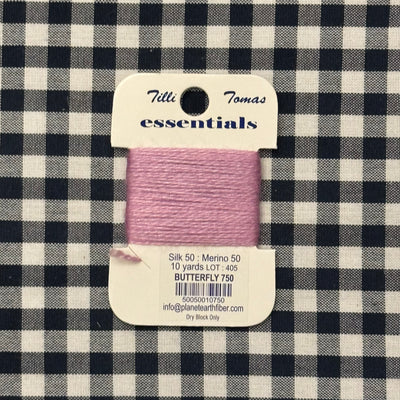 Tilli Tomas
essentials
Silk 50 : Merino 50
10 yards LOT : 405
BUTTERFLY 750
50050010750
info@planetearthfiber.com
Dry Block Only